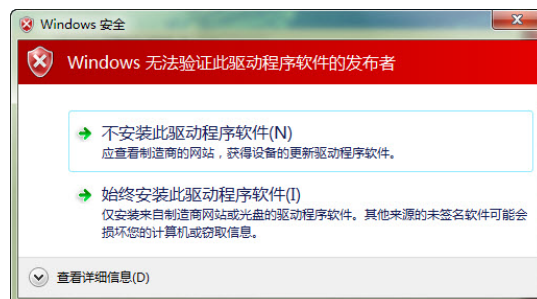 Windows 安全
Windows 无法验证此驱动程序软件的发布者
不安装此驱动程序软件(N)
应查看制造商的网站，获得设备的更新驱动程序软件。
始终安装此驱动程序软件(I)
仅安装来自制造商网站或光盘的驱动程序软件。其他来源的未签名软件可能会
损坏您的计算机或窃取信息。
查看详细信息(D)